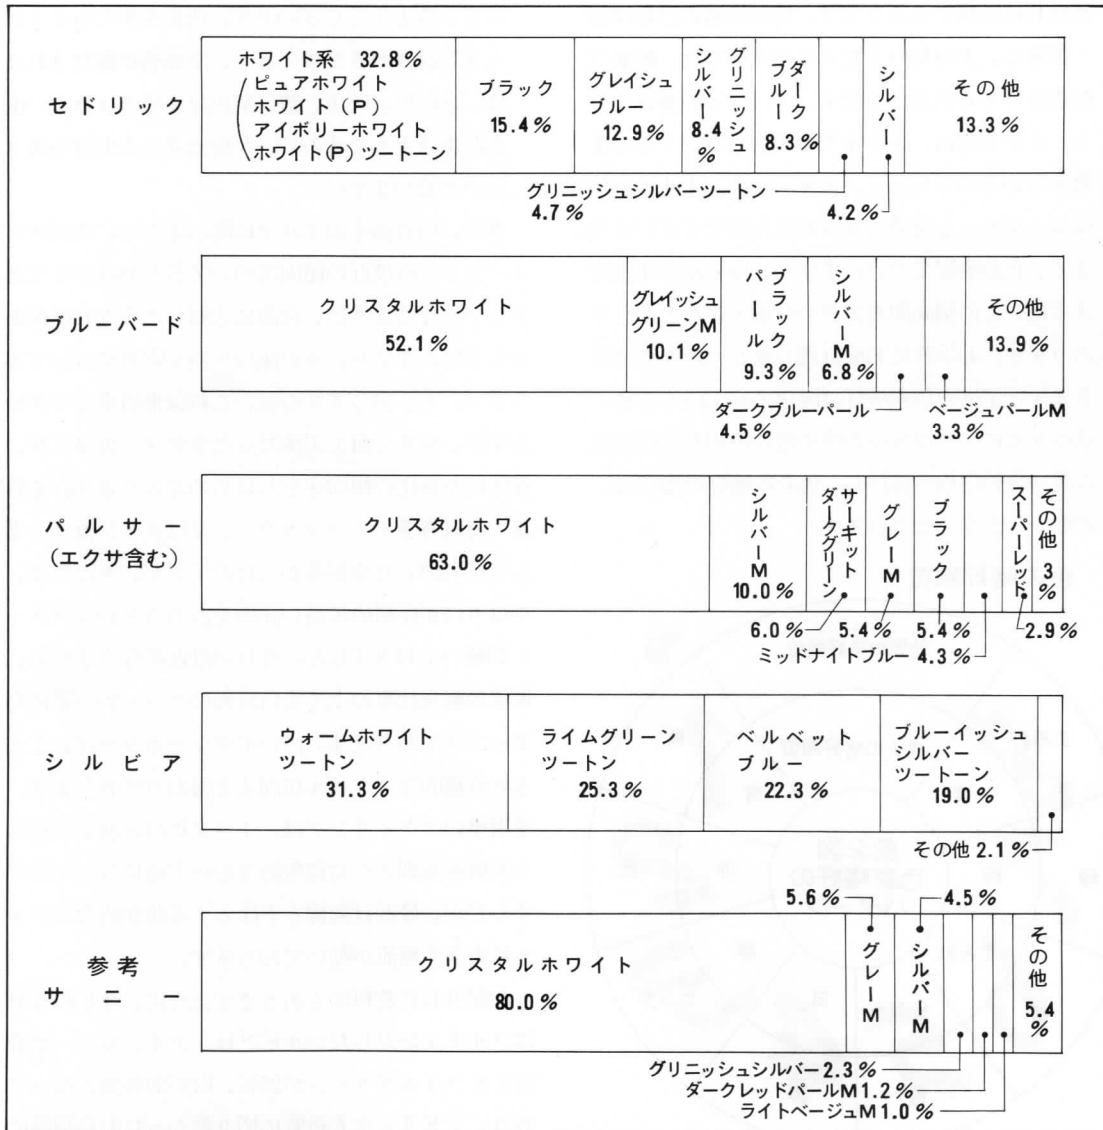 セドリック
ホワイト系 32.8%
ピュアホワイト
ホワイト(P)
アイボリーホワイト
ホワイト(P)ツートーン
ブラック
15.4%
グレイシュ
ブルー
12.9%
グリニッシュ
シルバー
8.4
%
ダーク
ブルー
8.3%
シルバー
その他
13.3%
グリニッシュシルバーツートン
4.7%
4.2%
ブルーバード
クリスタルホワイト
52.1%
グレイッシュ
グリーンM
10.1%
ブラック
パール
9.3%
シルバーM
6.8%
その他
13.9%
ダークブルーパール
4.5%
ベージュパールM
3.3%
パルサー
(エクサ含む)
クリスタルホワイト
63.0%
シルバーM
10.0%
サーキット
ダークグリーン
グレーM
ブラック
スーパーレッド
その他
%
6.0%
5.4%
5.4%
2.9%
ミッドナイトブルー 4.3%
シルビア
ウォームホワイト
ツートン
31.3%
ライムグリーン
ツートン
25.3%
ベルベット
ブルー
22.3%
ブルーイッシュ
シルバー
ツートーン
19.0%
その他 2.1%
参考
サニー
クリスタルホワイト
80.0%
5.6%
グレーM
4.5%
シルバーM
その他
5.4
%
グリニッシュシルバー 2.3%
ダークレッドパールM 1.2%
ライトベージュM 1.0%